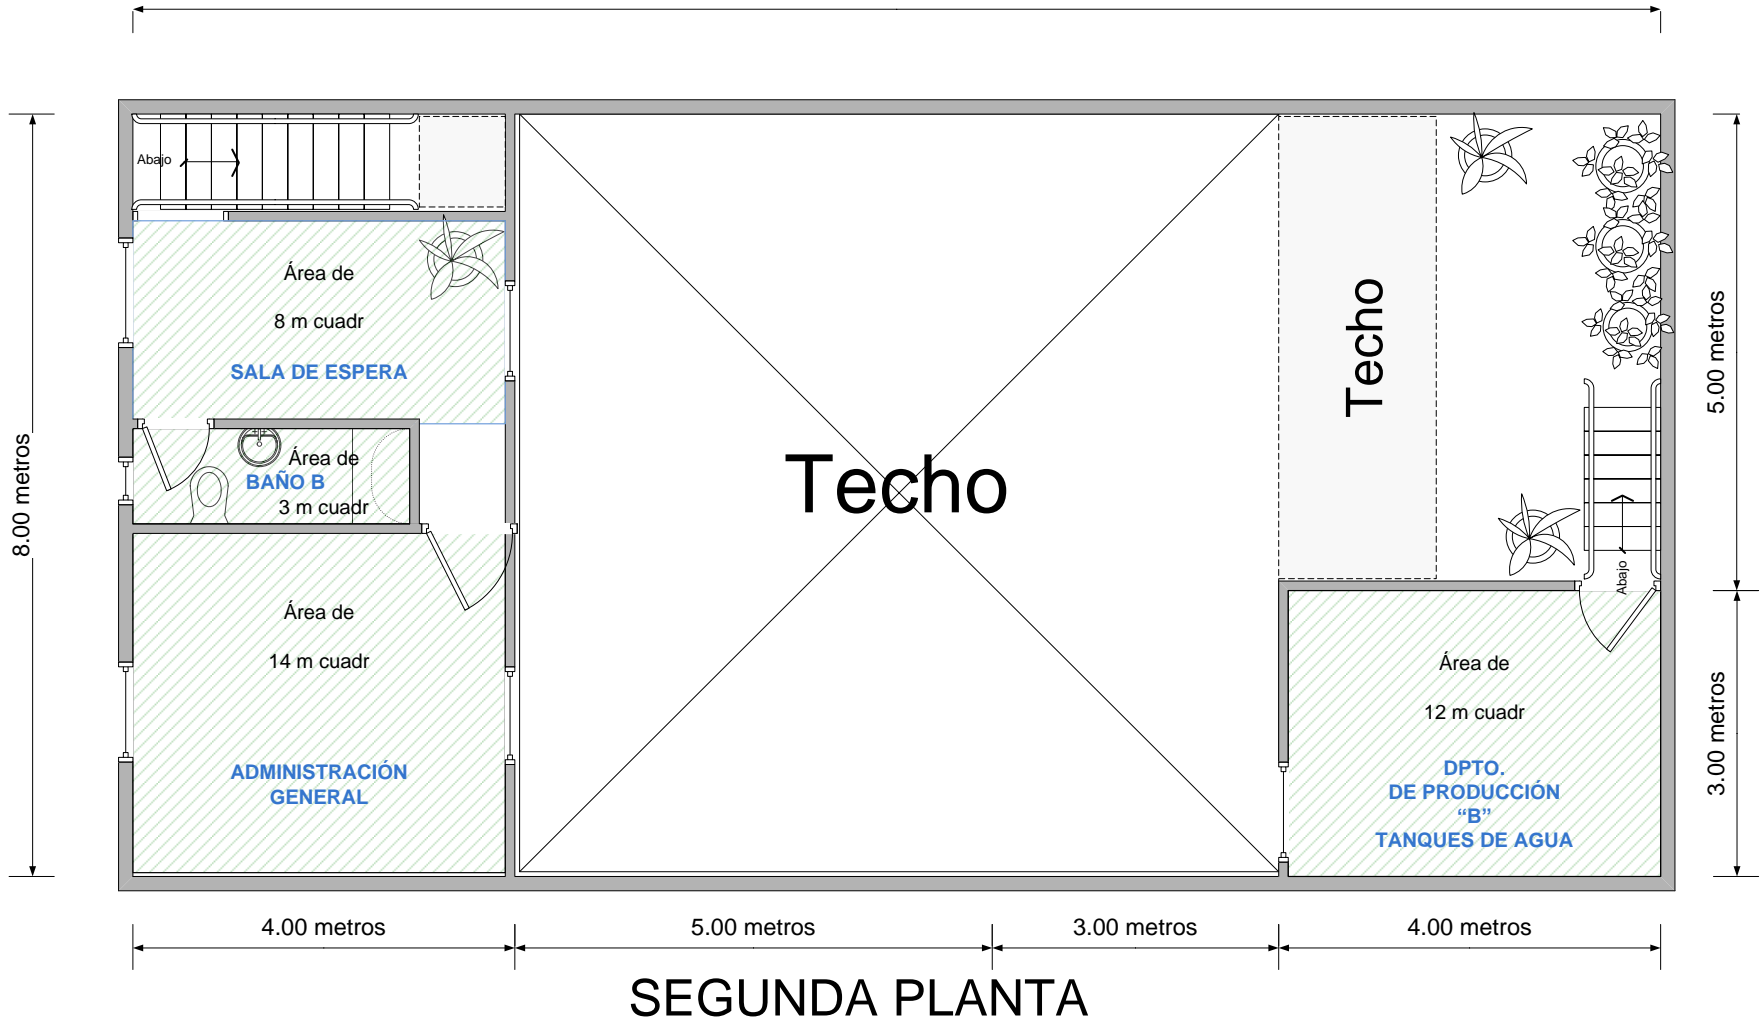 Abajo
Área de
8 m cuadr
SALA DE ESPERA
Área de
BAÑO B
3 m cuadr
Área de
14 m cuadr
ADMINISTRACIÓN
GENERAL
8.00 metros
Techo
Techo
Abajo
5.00 metros
Área de
12 m cuadr
DPTO.
DE PRODUCCIÓN
“B”
TANQUES DE AGUA
3.00 metros
4.00 metros
5.00 metros
3.00 metros
4.00 metros
SEGUNDA PLANTA